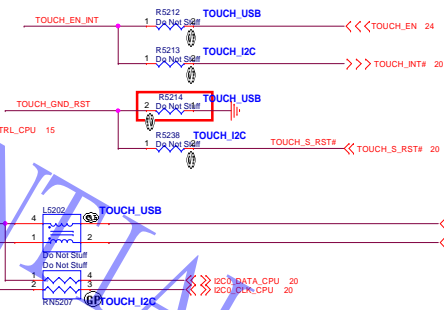 R5212 TOUCH_USB
TOUCH_EN_INT 1 Do Not Stuff 2 TOUCH_EN 24
R5213 TOUCH_I2C
1 Do Not Stuff 2 TOUCH_INT# 20
R5214 TOUCH_USB
TOUCH_GND_RST 2 Do Not Stuff 1
TRL_CPU 15
R5238 TOUCH_I2C
1 Do Not Stuff 2 TOUCH_S_RST# TOUCH_S_RST# 20
L5202 TOUCH_USB
4 3
1 2
Do Not Stuff
Do Not Stuff
1 4 I2C0_DATA_CPU 20
2 3 I2C0_CLK_CPU 20
RN5207 GP TOUCH_I2C